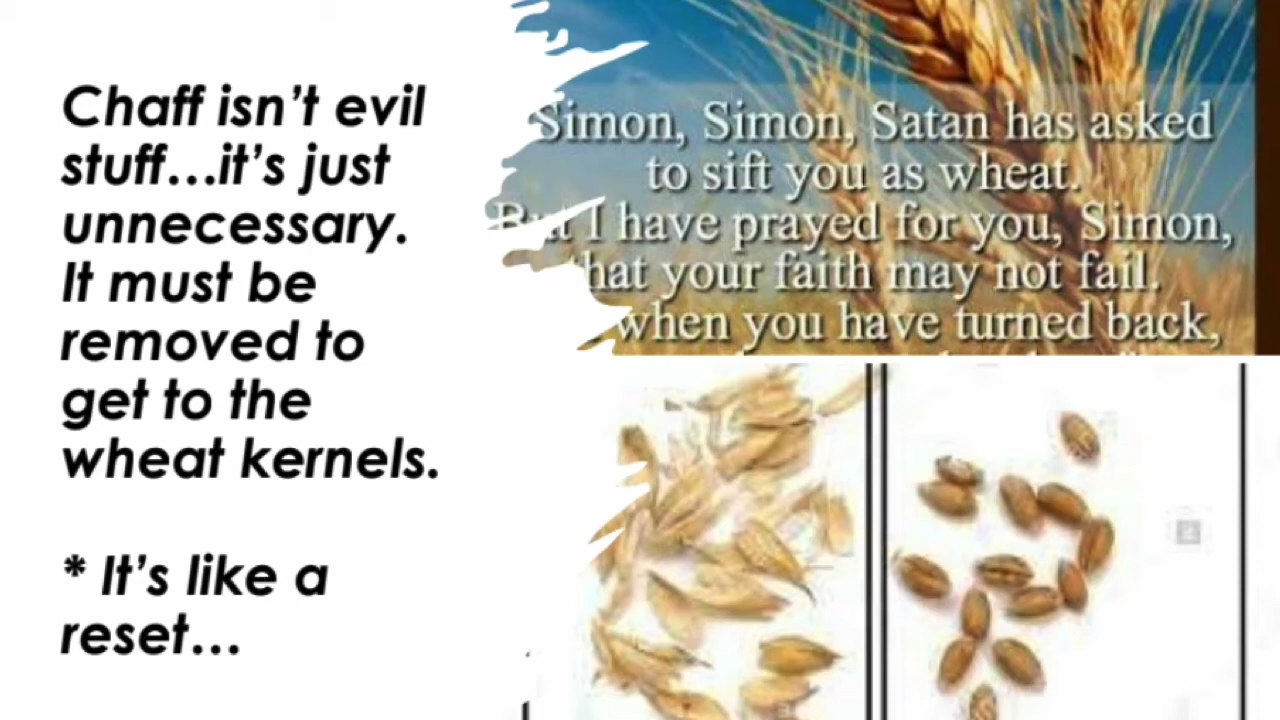 Chaff isn’t evil
stuff...it’s just
unnecessary.
It must be
removed to
get to the
wheat kernels.
* It’s like a
reset...
Simon, Simon, Satan has asked
to sift you as wheat.
But I have prayed for you, Simon,
that your faith may not fail.
when you have turned back,